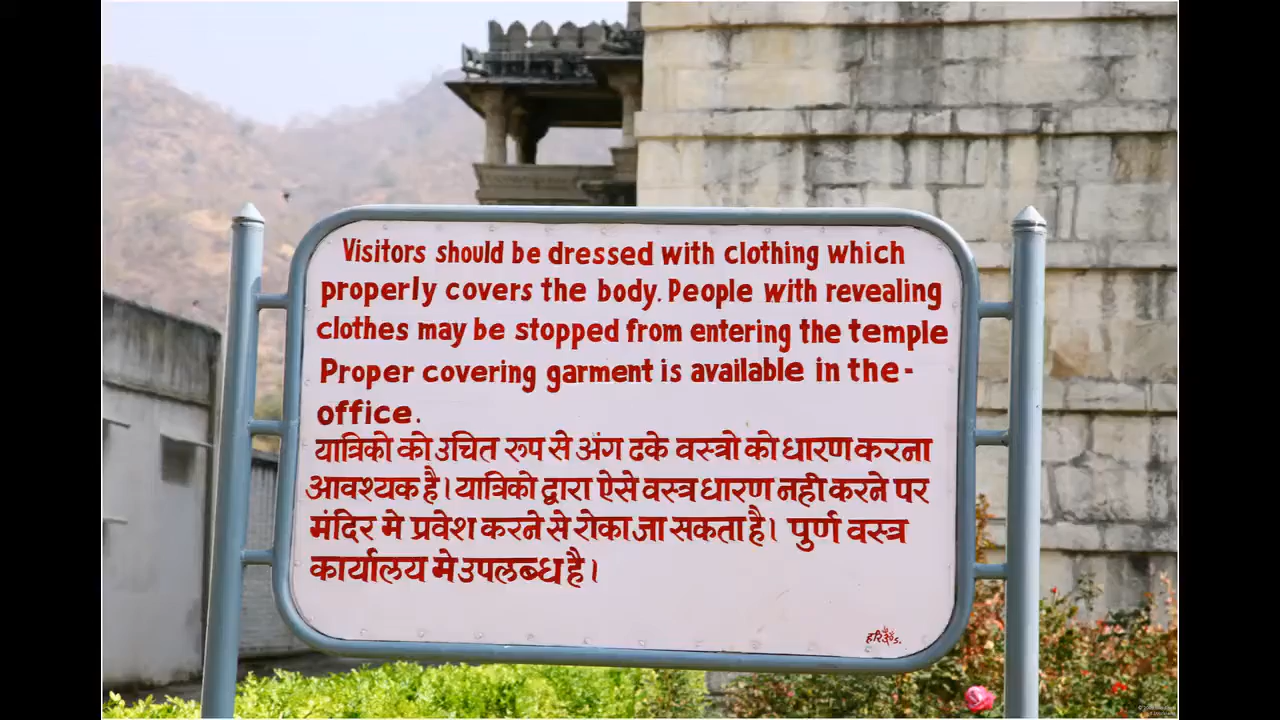 Visitors should be dressed with clothing which
properly covers the body. People with revealing
clothes may be stopped from entering the temple
Proper covering garment is available in the-
office.
यात्रिको को उचित रूप से अंग ढके वस्त्रो को धारण करना
आवश्यक है। यात्रिको द्वारा ऐसे वस्त्र धारण नही करने पर
मंदिर मे प्रवेश करने से रोका जा सकता है। पुर्ण वस्त्र
कार्यालय मे उपलब्ध है।
हरिॐ s.